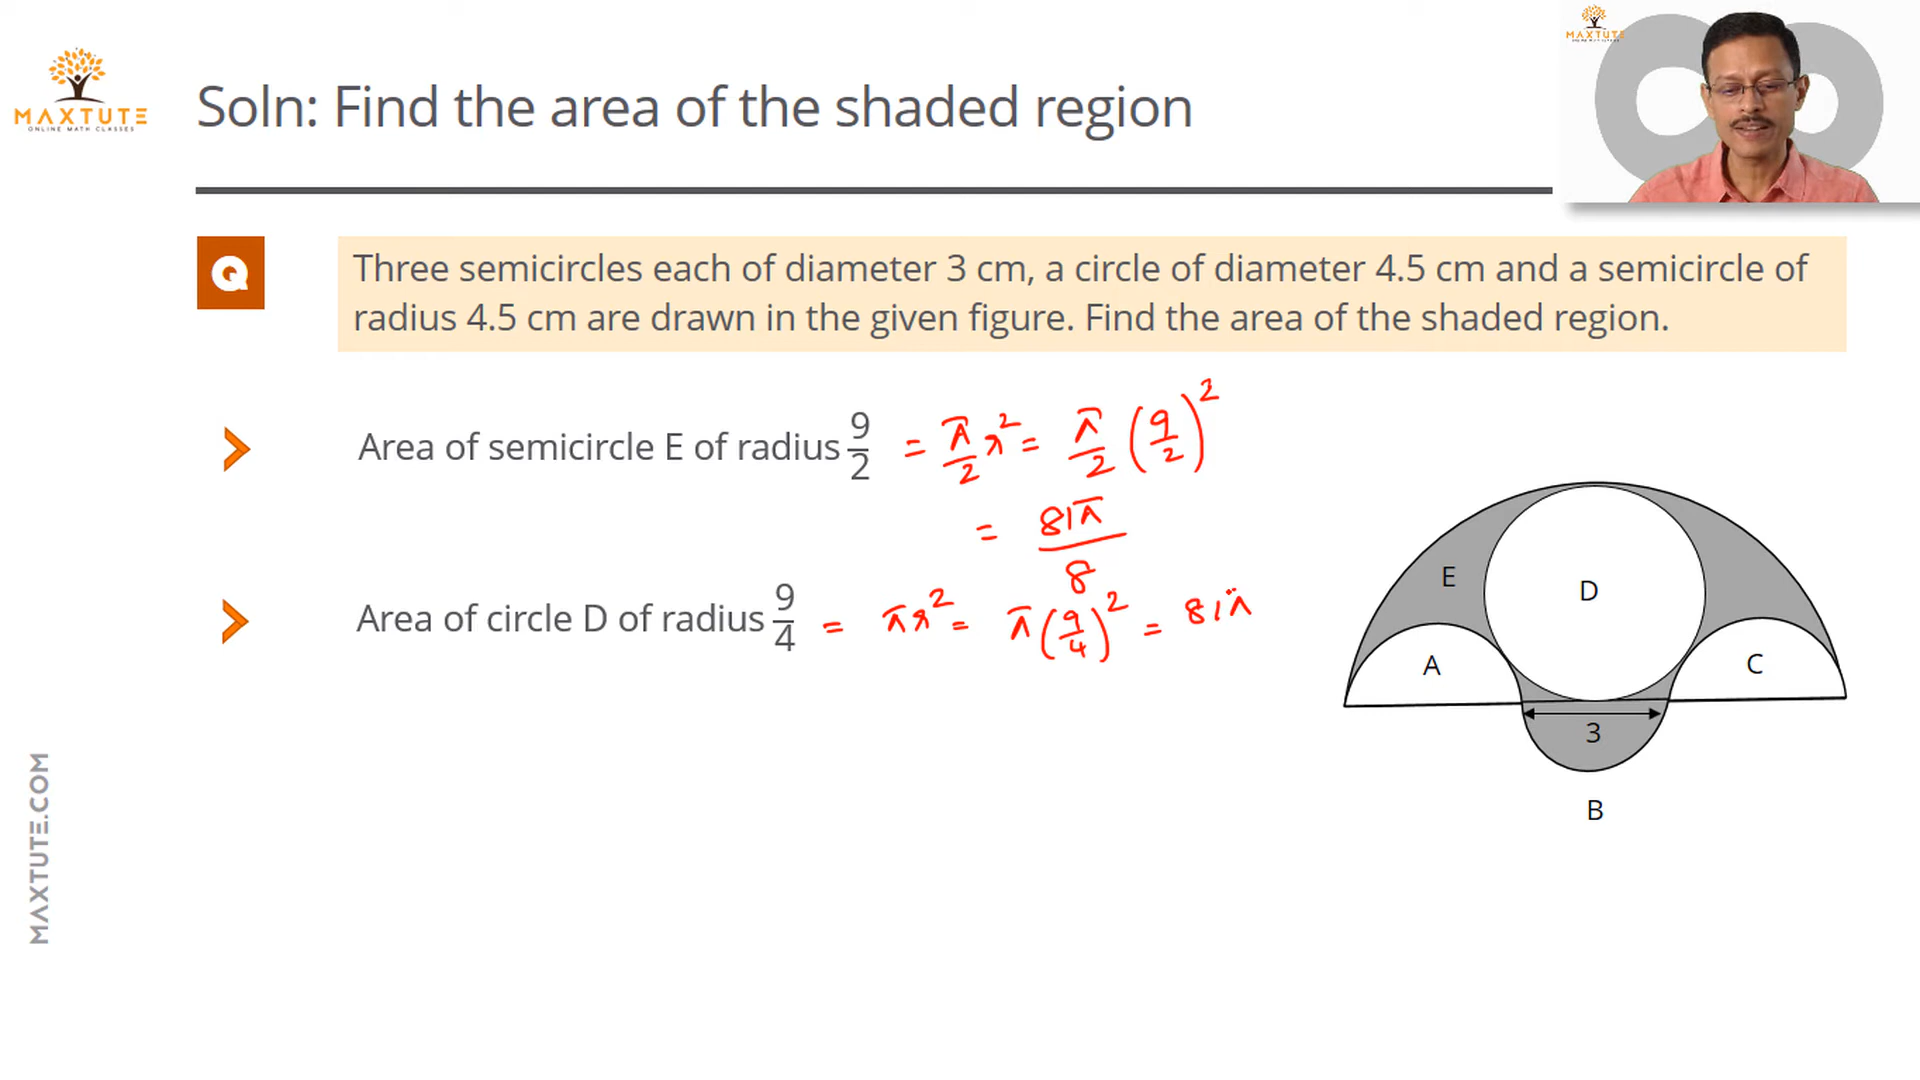 MAXTUTE
ONLINE MATH CLASSES
Soln: Find the area of the shaded region
MAXTUTE
Q
Three semicircles each of diameter 3 cm, a circle of diameter 4.5 cm and a semicircle of
radius 4.5 cm are drawn in the given figure. Find the area of the shaded region.
Area of semicircle E of radius 9/2 = π/2 r² = π/2 (9/2)²
= 81π/8
Area of circle D of radius 9/4 = πr² = π(9/4)² = 81π
E
D
A
C
3
B
MAXTUTE.COM